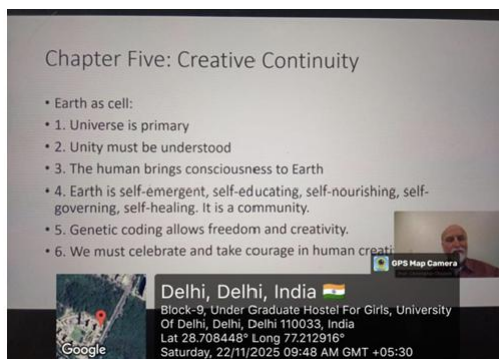 Chapter Five: Creative Continuity
• Earth as cell:
• 1. Universe is primary
• 2. Unity must be understood
• 3. The human brings consciousness to Earth
• 4. Earth is self-emergent, self-educating, self-nourishing, self-
governing, self-healing. It is a community.
• 5. Genetic coding allows freedom and creativity.
• 6. We must celebrate and take courage in human creati
GPS Map Camera
Delhi, Delhi, India
Block-9, Under Graduate Hostel For Girls, University
Of Delhi, Delhi, Delhi 110033, India
Lat 28.708448° Long 77.212916°
Saturday, 22/11/2025 09:48 AM GMT +05:30
Google